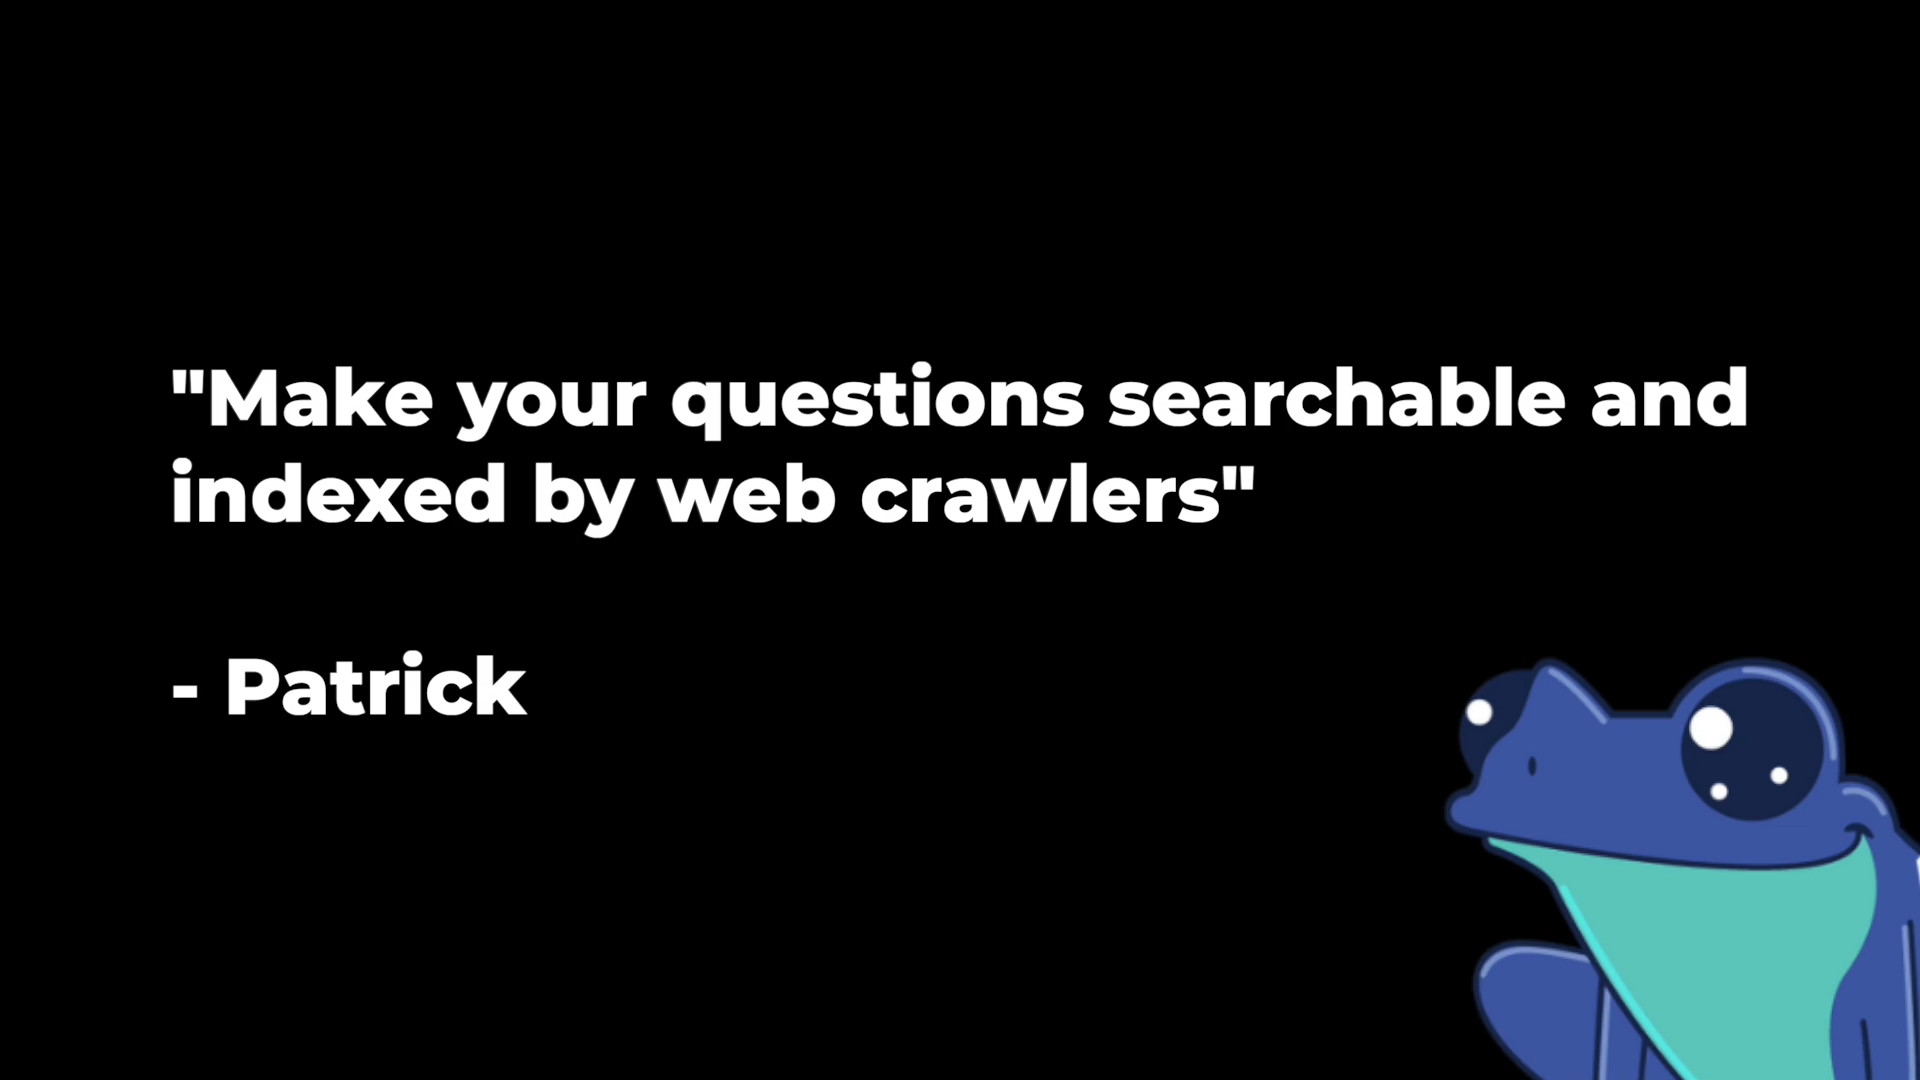 "Make your questions searchable and
indexed by web crawlers"
- Patrick